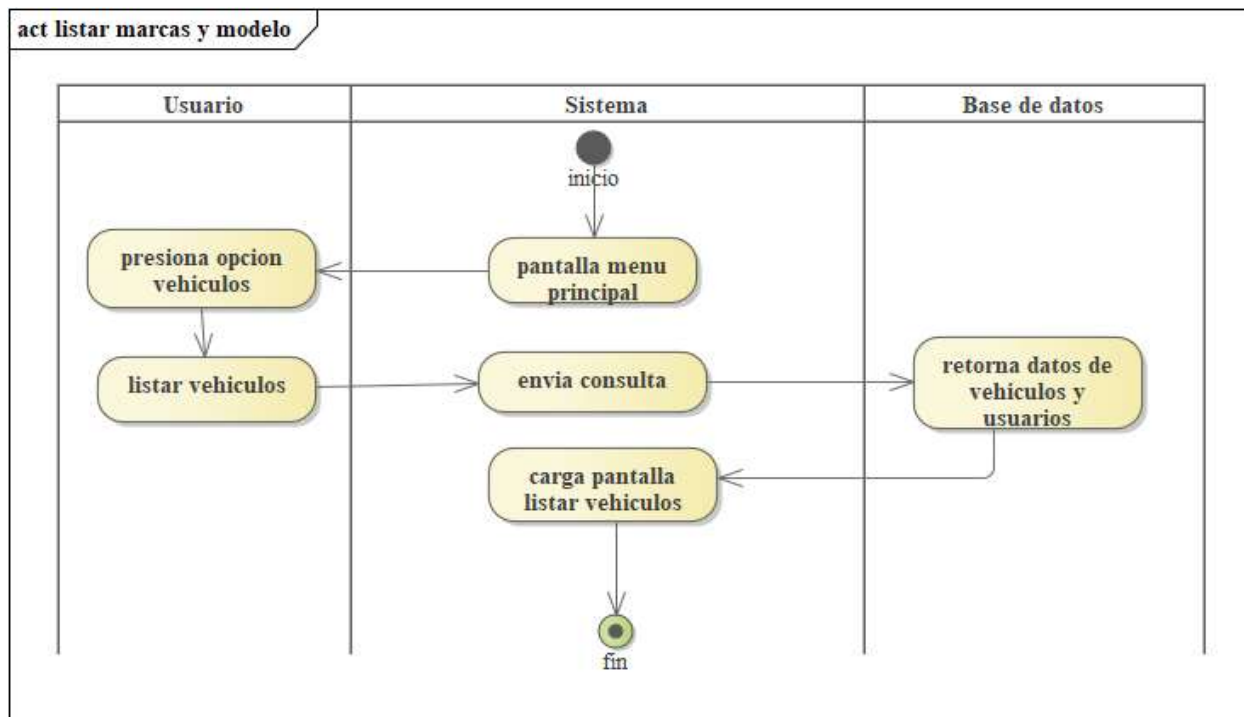 act listar marcas y modelo
Usuario
Sistema
Base de datos
inicio
presiona opcion
vehiculos
pantalla menu
principal
listar vehiculos
envia consulta
retorna datos de
vehiculos y
usuarios
carga pantalla
listar vehiculos
fin